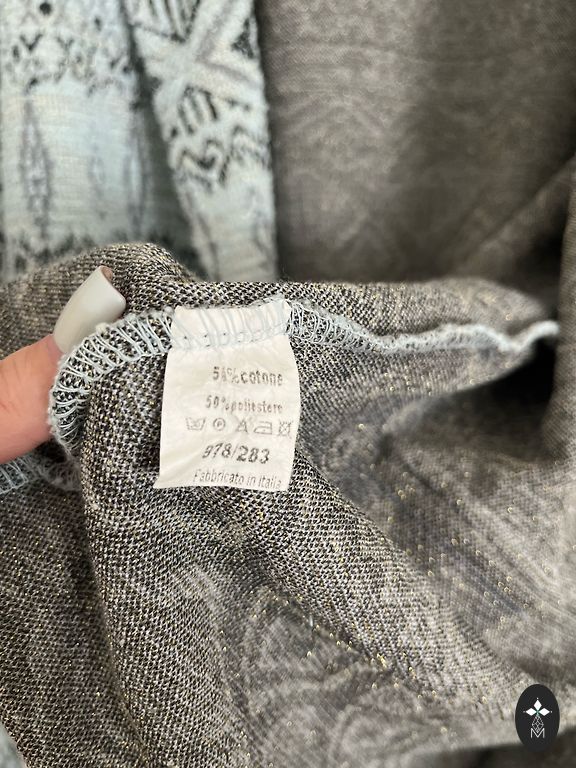 50%cotone
50%poliestere
978/283
Fabbricato in Italia
M